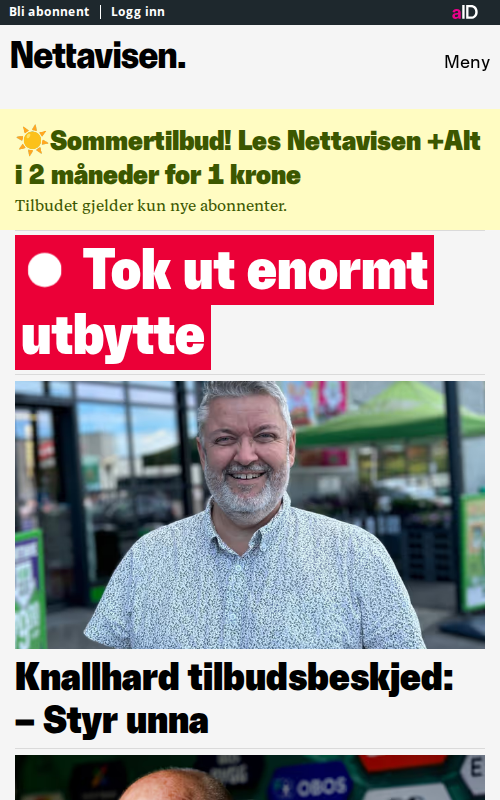 Bli abonnent | Logg inn
aID
Nettavisen.
Meny
☀️Sommertilbud! Les Nettavisen +Alt
i 2 måneder for 1 krone
Tilbudet gjelder kun nye abonnenter.
Tok ut enormt
utbytte
Knallhard tilbudsbeskjed:
– Styr unna
BYGG
OBOS